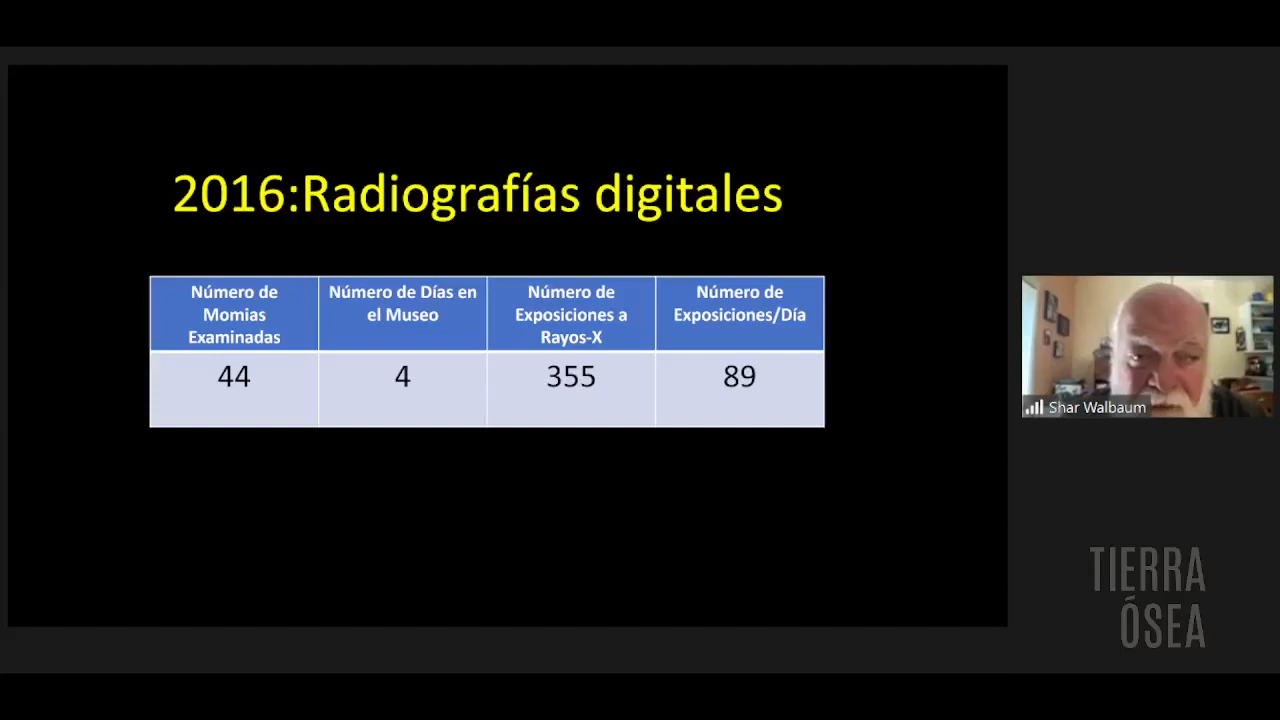 2016:Radiografías digitales
Número de
Momias
Examinadas
Número de Días en
el Museo
Número de
Exposiciones a
Rayos-X
Número de
Exposiciones/Día
44
4
355
89
Shar Walbaum
TIERRA
ÓSEA